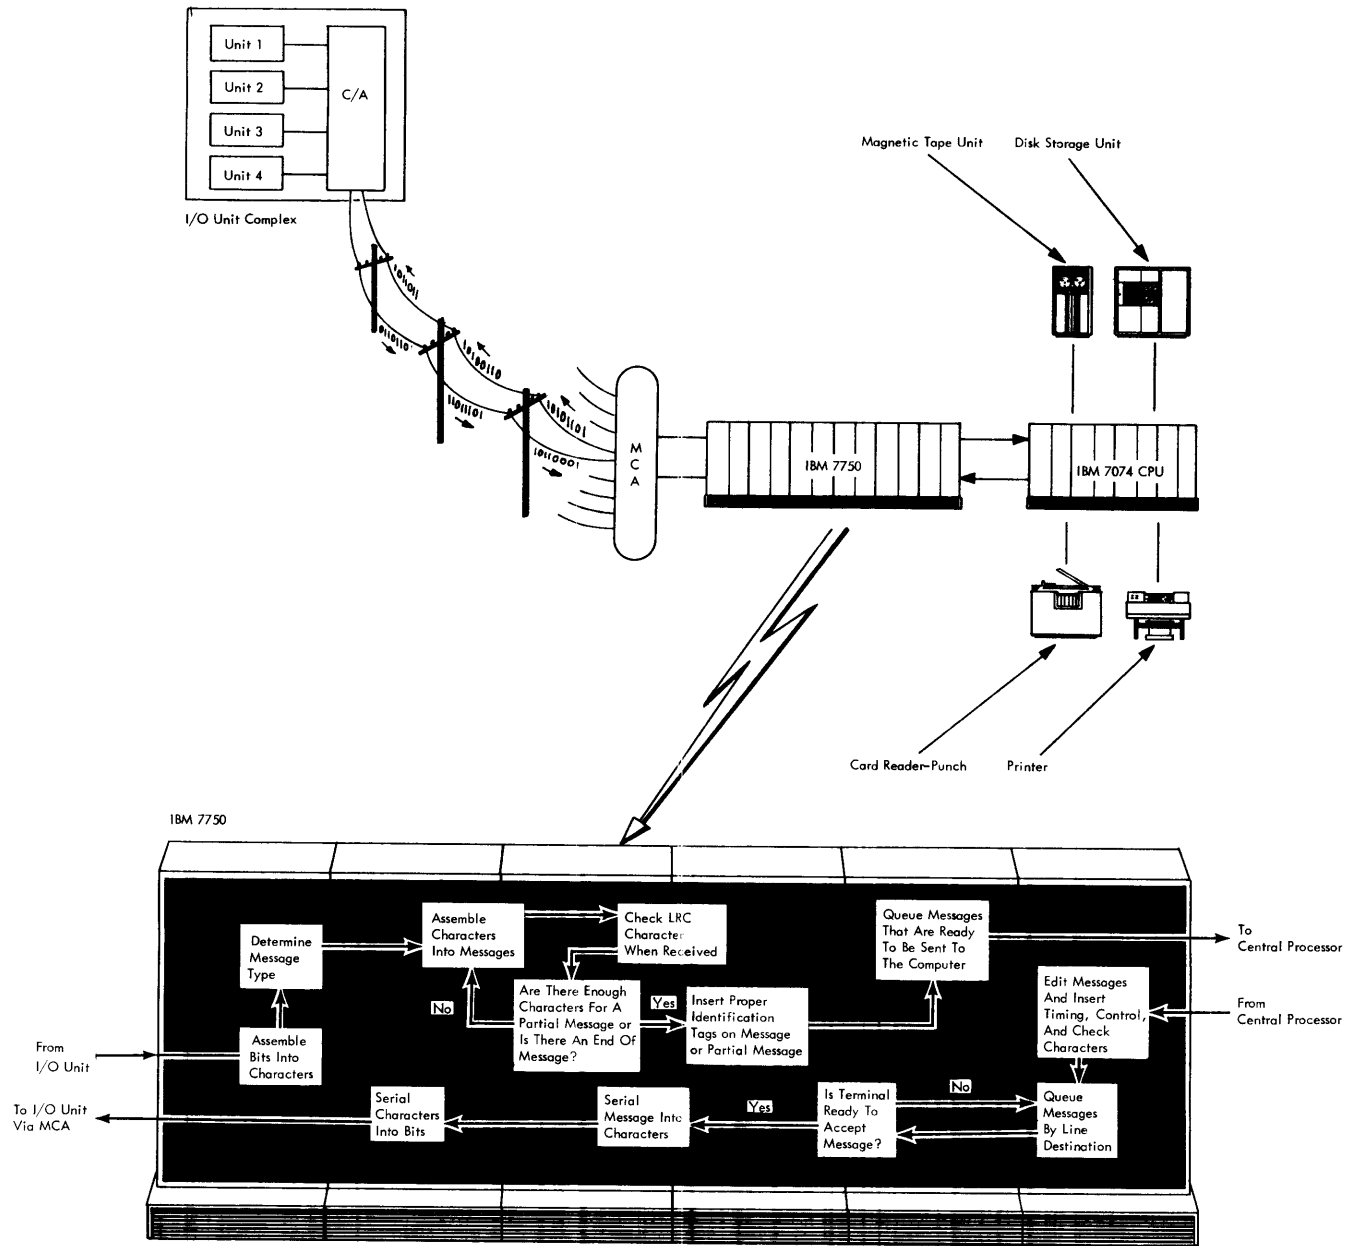 Unit 1
Unit 2
Unit 3
Unit 4
C/A
I/O Unit Complex
Magnetic Tape Unit
Disk Storage Unit
1011011
10100110
11011101
10101101
10110001
M
C
A
IBM 7750
IBM 7074 CPU
Card Reader-Punch
Printer
IBM 7750
From
I/O Unit
Assemble
Bits Into
Characters
Determine
Message
Type
Assemble
Characters
Into Messages
Check LRC
Character
When Received
Are There Enough
Characters For A
Partial Message or
Is There An End Of
Message?
No
Yes
Insert Proper
Identification
Tags on Message
or Partial Message
Queue Messages
That Are Ready
To Be Sent To
The Computer
To
Central Processor
From
Central Processor
Edit Messages
And Insert
Timing, Control,
And Check
Characters
Queue
Messages
By Line
Destination
No
Is Terminal
Ready To
Accept
Message?
Yes
Serial
Message Into
Characters
Serial
Characters
Into Bits
To I/O Unit
Via MCA